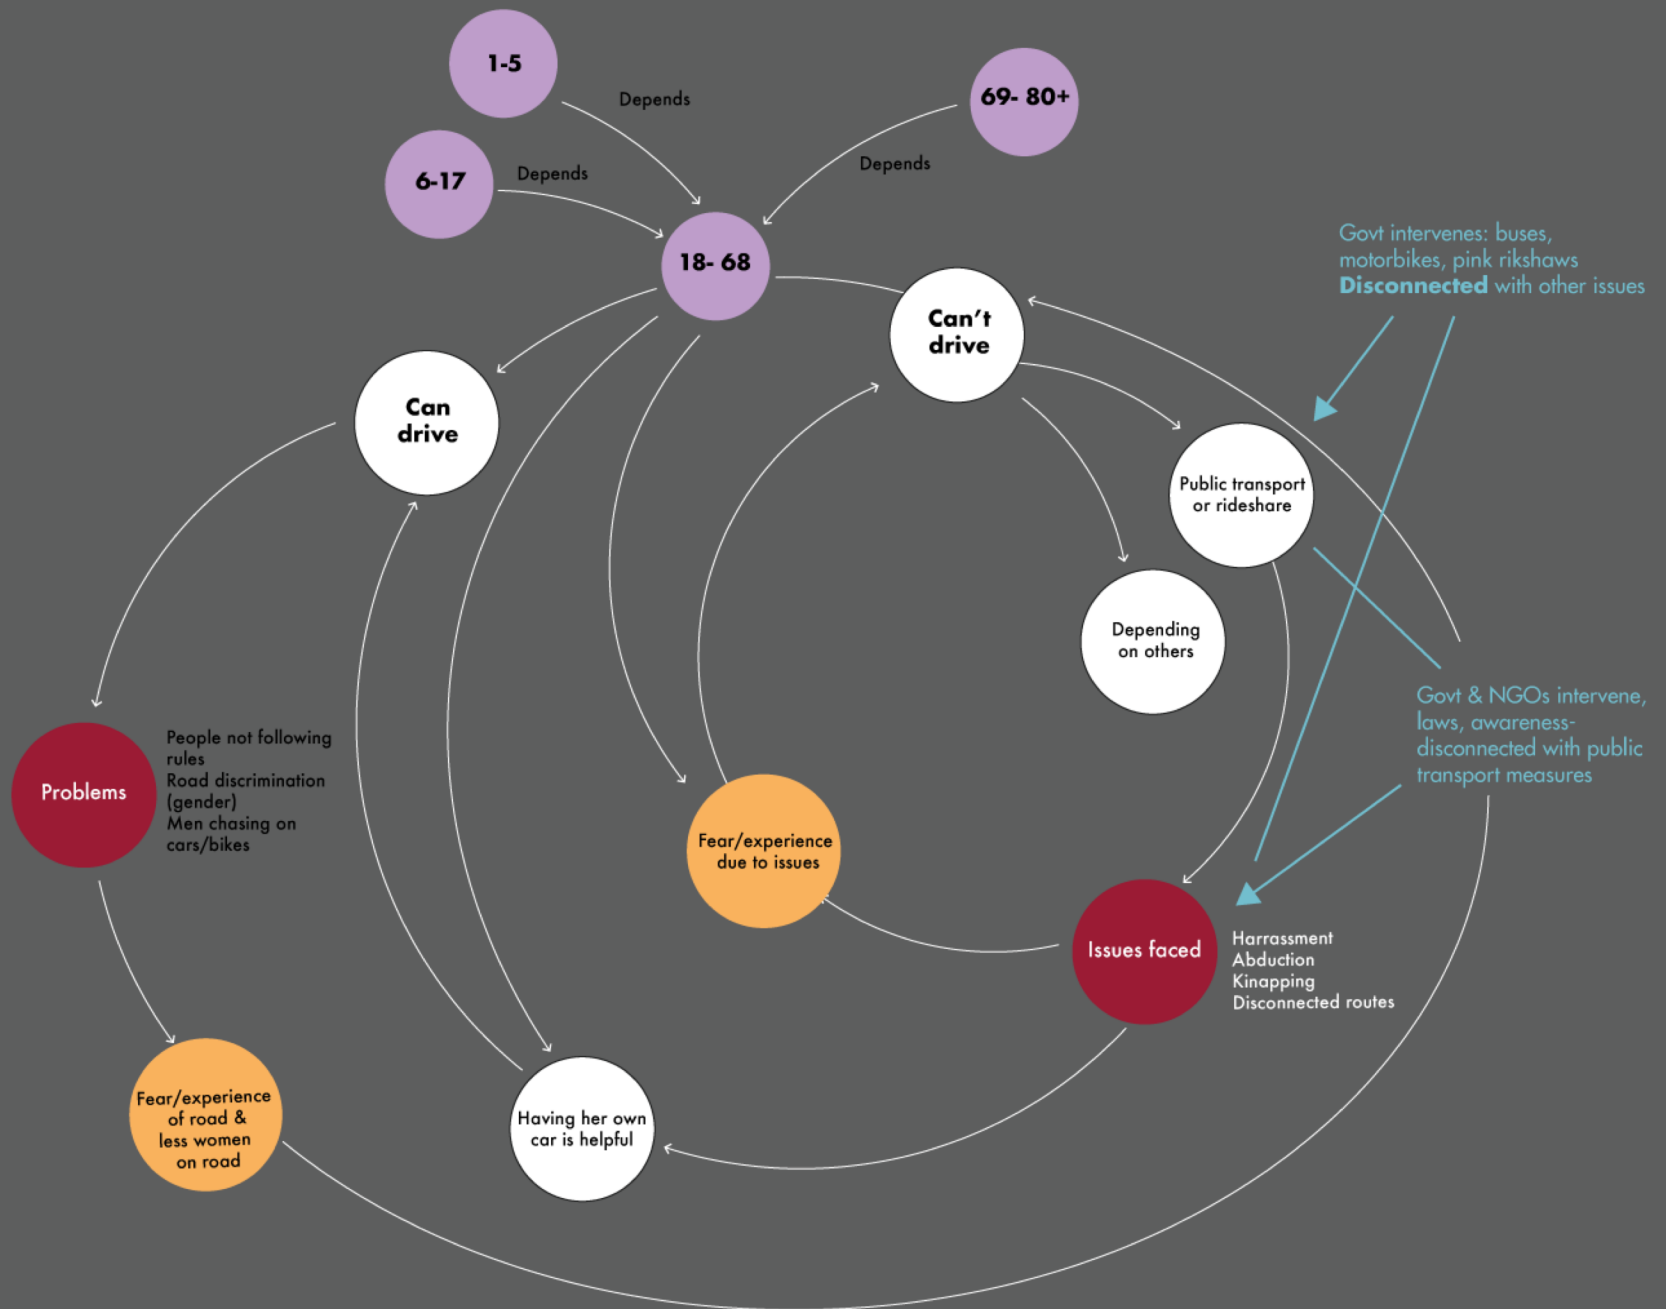 1-5
Depends
69- 80+
6-17
Depends
Depends
18- 68
Govt intervenes: buses,
motorbikes, pink rikshaws
Disconnected with other issues
Can't
drive
Can
drive
Public transport
or rideshare
Depending
on others
Govt & NGOs intervene,
laws, awareness-
disconnected with public
transport measures
Problems
People not following
rules
Road discrimination
(gender)
Men chasing on
cars/bikes
Fear/experience
due to issues
Issues faced
Harrassment
Abduction
Kinapping
Disconnected routes
Fear/experience
of road &
less women
on road
Having her own
car is helpful